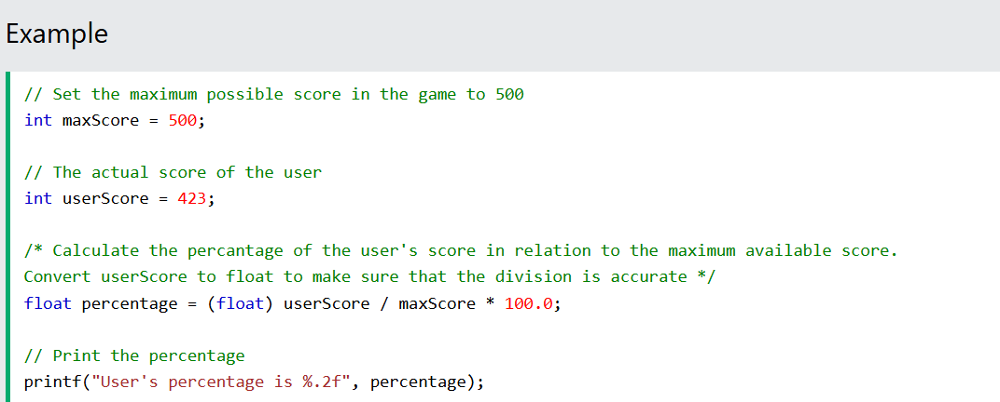 Example
// Set the maximum possible score in the game to 500
int maxScore = 500;
// The actual score of the user
int userScore = 423;
/* Calculate the percantage of the user's score in relation to the maximum available score.
Convert userScore to float to make sure that the division is accurate */
float percentage = (float) userScore / maxScore * 100.0;
// Print the percentage
printf("User's percentage is %.2f", percentage);